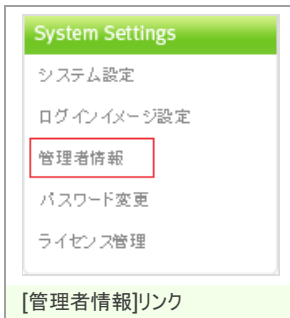 System Settings
システム設定
ログインイメージ設定
管理者情報
パスワード変更
ライセンス管理
[管理者情報]リンク